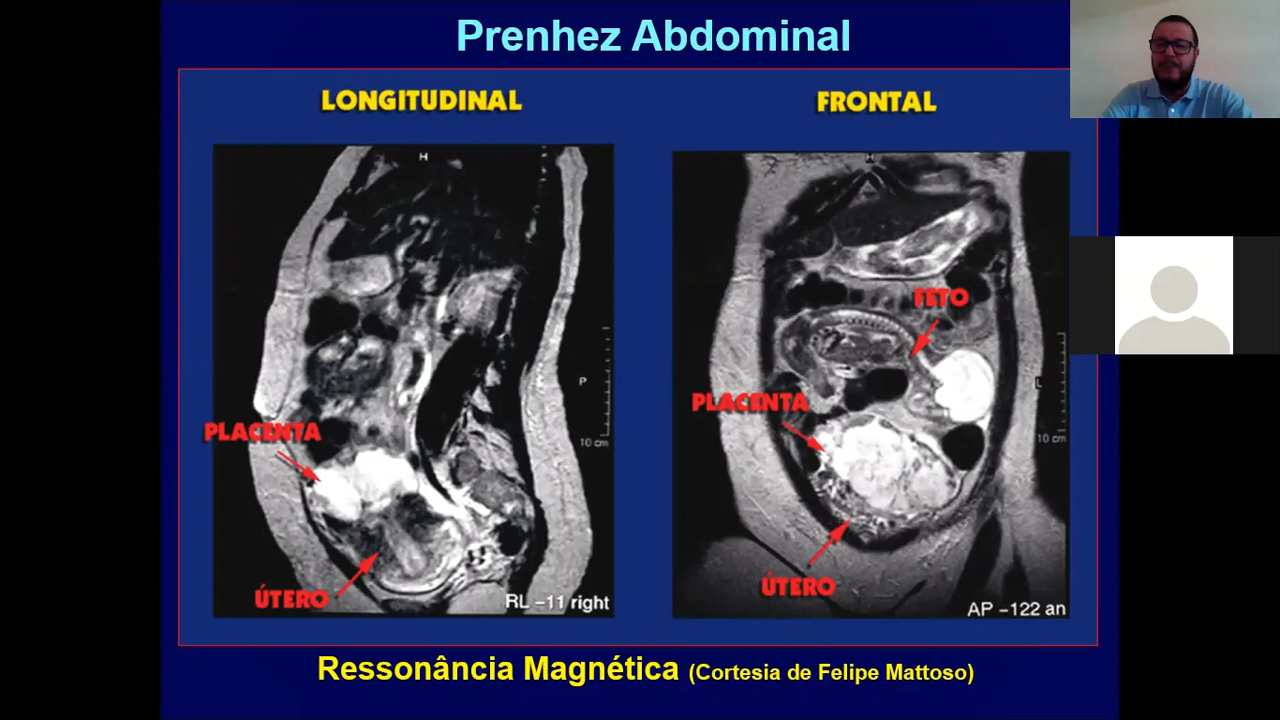 Prenhez Abdominal
LONGITUDINAL
FRONTAL
H
H
FETO
P
L
PLACENTA
PLACENTA
10 cm
10 cm
ÚTERO
ÚTERO
RL -11 right
AP -122 an
Ressonância Magnética (Cortesia de Felipe Mattoso)